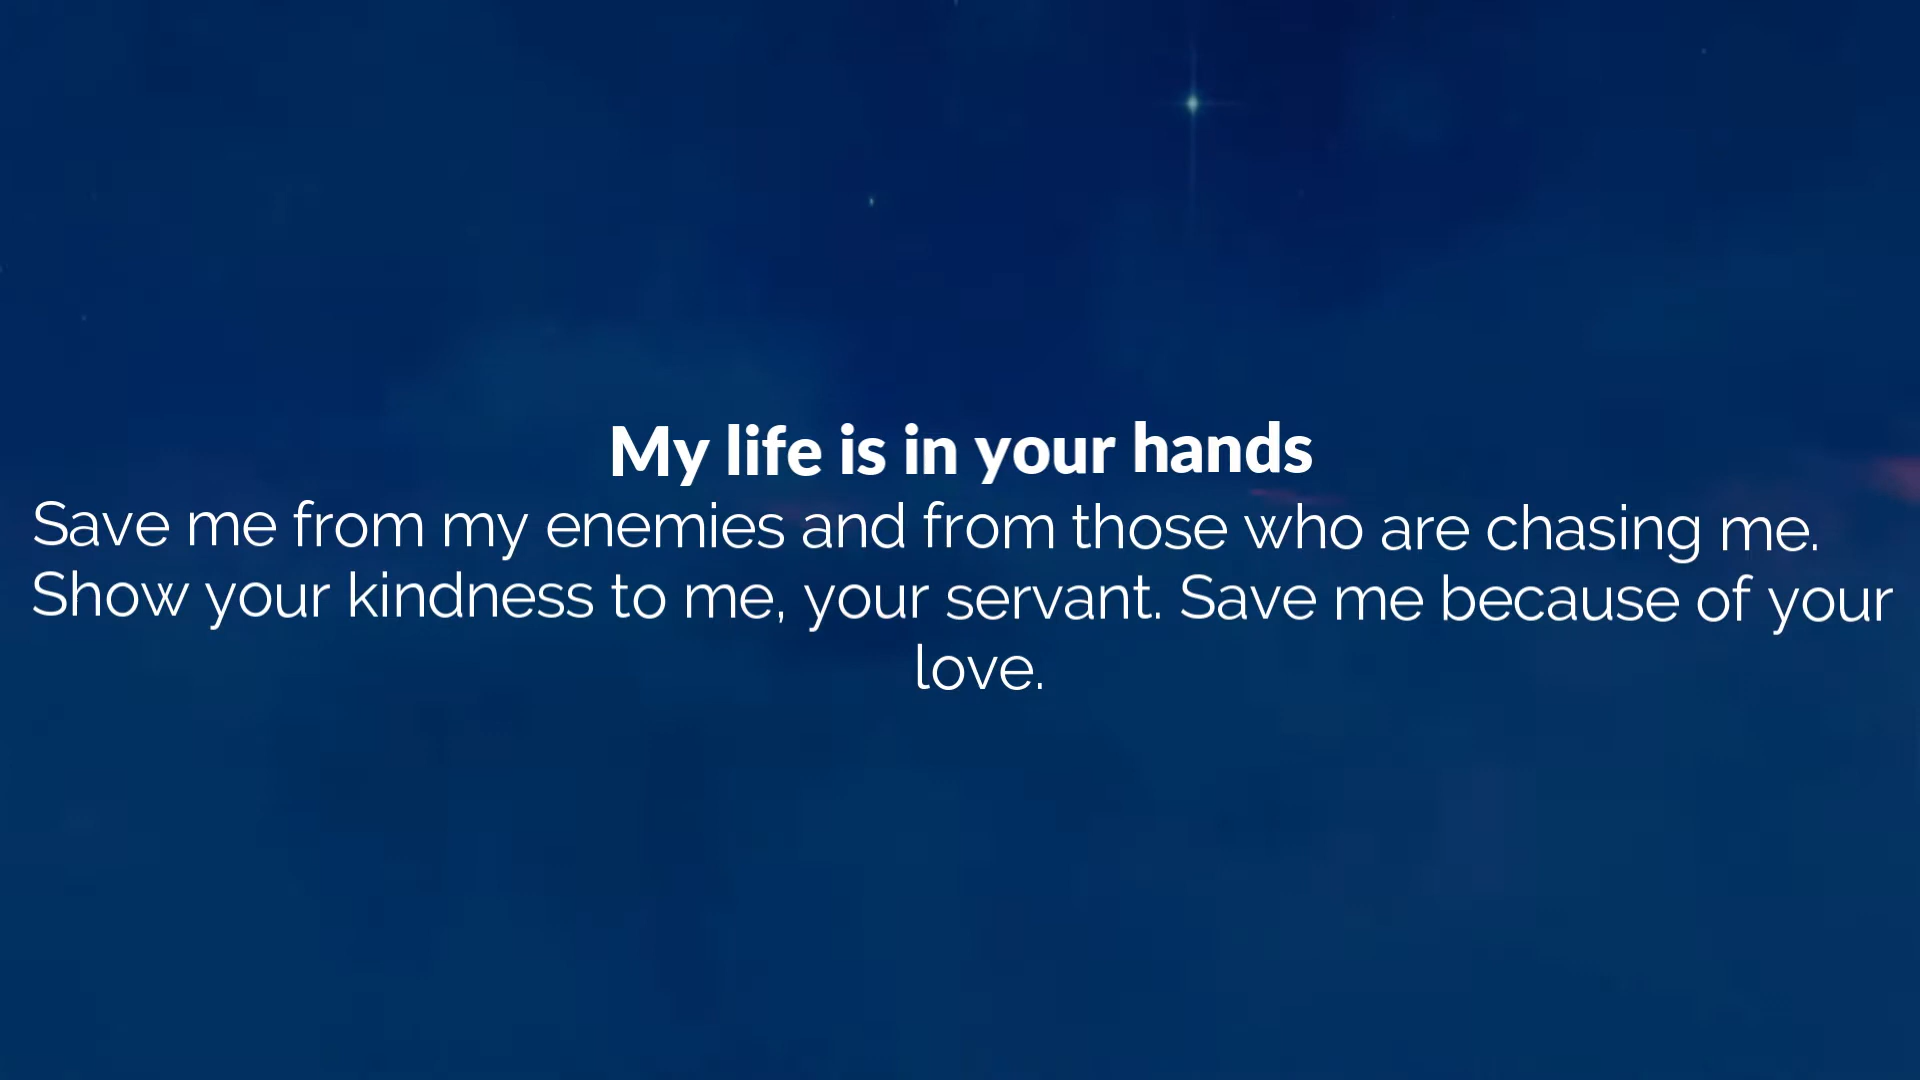 My life is in your hands
Save me from my enemies and from those who are chasing me.
Show your kindness to me, your servant. Save me because of your
love.